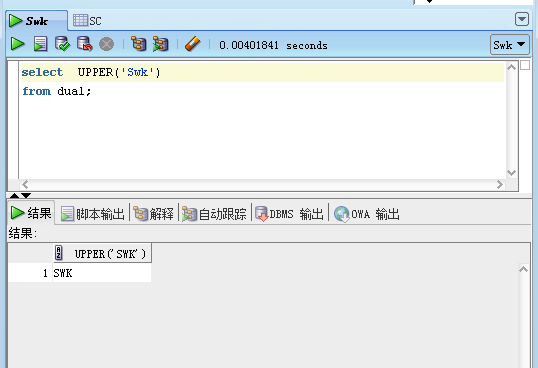 Swk
SC
0.00401841 seconds
Swk
select UPPER('Swk')
from dual;
结果
脚本输出
解释
自动跟踪
DBMS 输出
OWA 输出
结果:
UPPER('SWK')
1 SWK